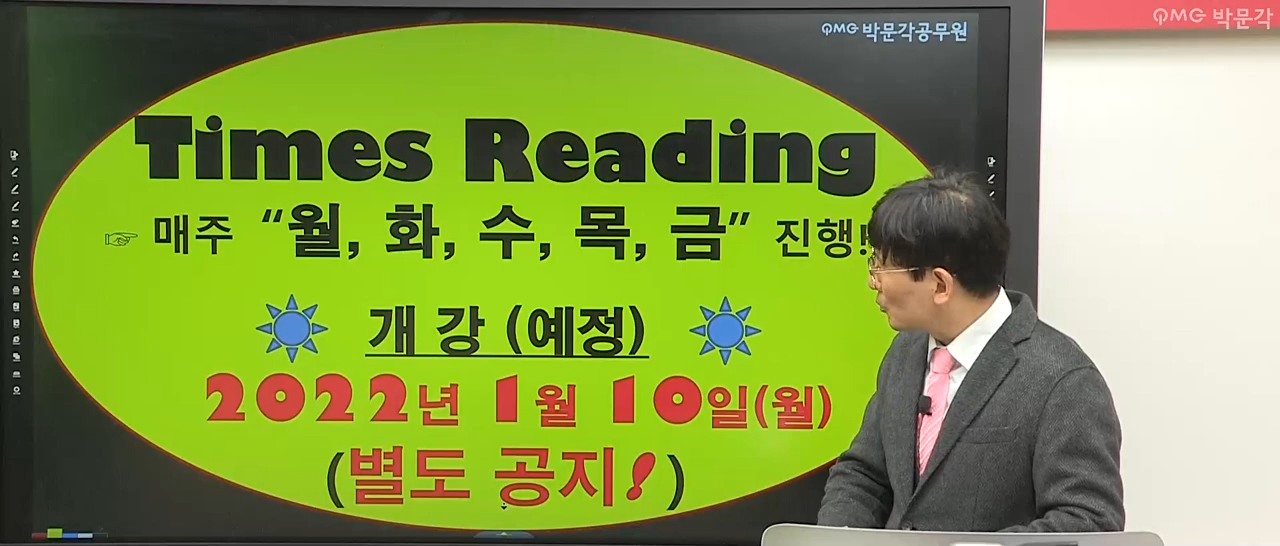 PMG 박문각
PMG 박문각공무원
Times Reading
☞ 매주 “월, 화, 수, 목, 금” 진행!
개 강 (예정)
2022년 1월 10일(월)
(별도 공지!)